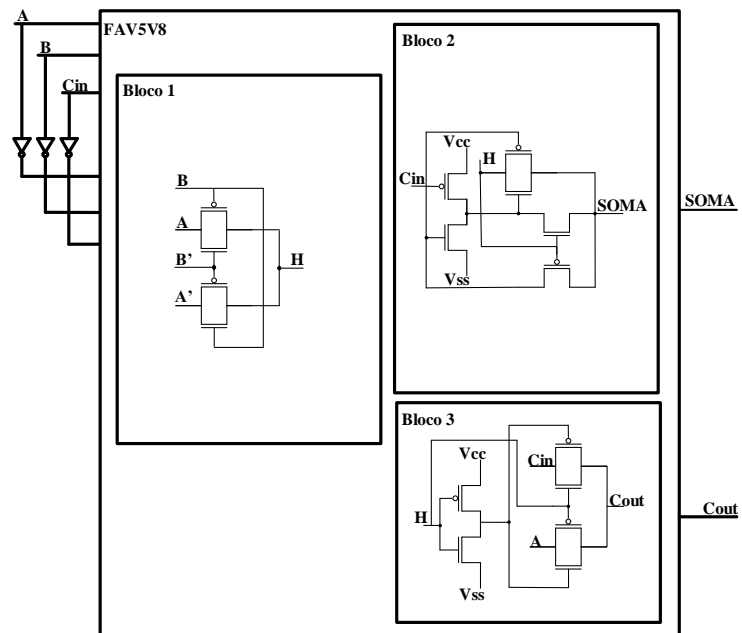 A
FAV5V8
B
Cin
Bloco 1
B
A
B’
H
A’
Bloco 2
Vcc
H
Cin
SOMA
Vss
SOMA
Bloco 3
Vcc
Cin
H
Cout
A
Vss
Cout